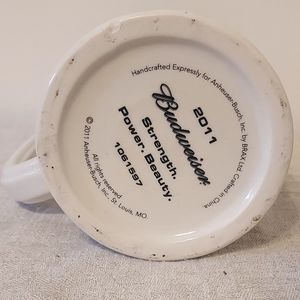 Handcrafted Expressly for Anheuser-Busch, Inc. by BRAX Ltd. Crafted in China.
2011
Budweiser
Strength.
Power. Beauty.
1061597
All rights reserved.
© 2011 Anheuser-Busch, Inc., St. Louis, MO.